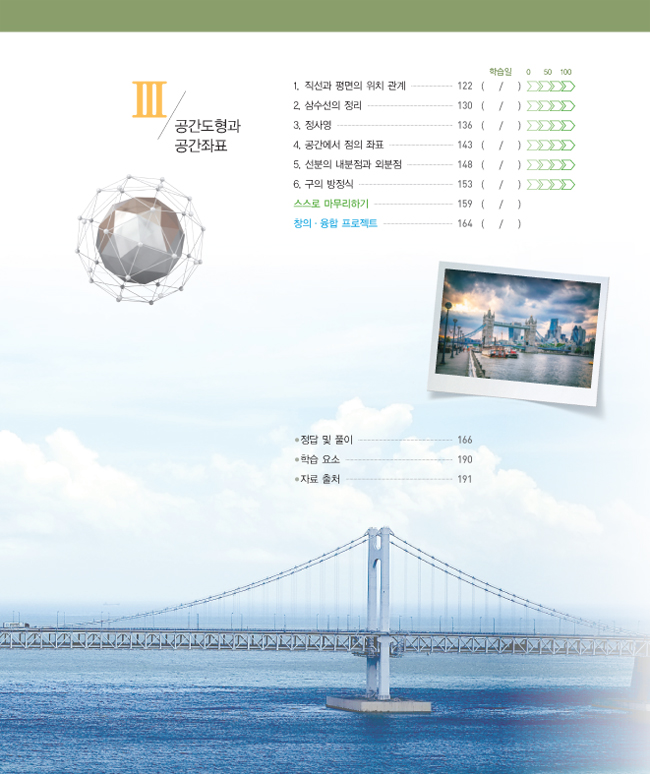 III
공간도형과
공간좌표
학습일 0 50 100
1. 직선과 평면의 위치 관계 122 ( / )
2. 삼수선의 정리 130 ( / )
3. 정사영 136 ( / )
4. 공간에서 점의 좌표 143 ( / )
5. 선분의 내분점과 외분점 148 ( / )
6. 구의 방정식 153 ( / )
스스로 마무리하기 159 ( / )
창의·융합 프로젝트 164 ( / )
•정답 및 풀이 166
•학습 요소 190
•자료 출처 191